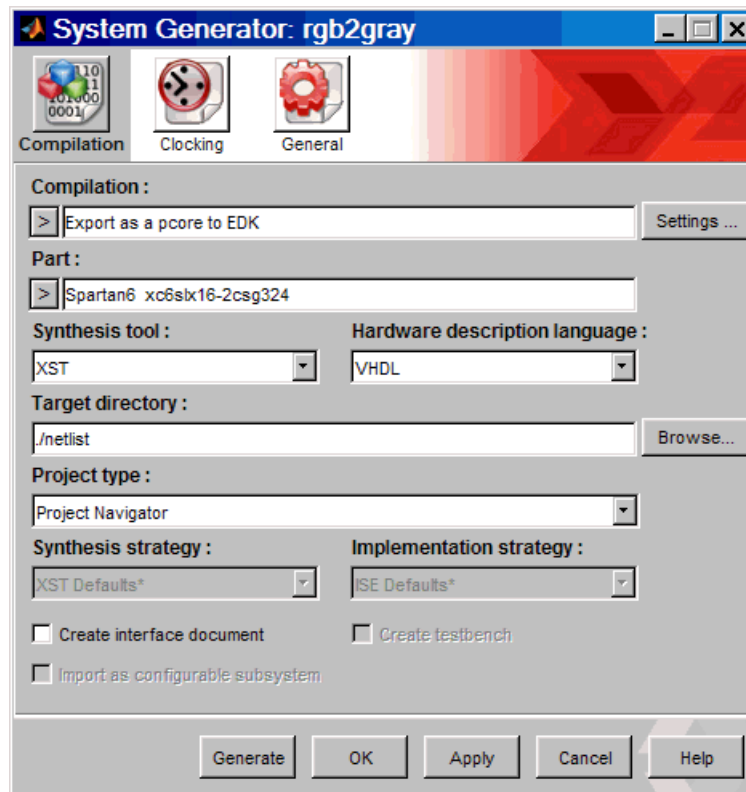 System Generator: rgb2gray
Compilation Clocking General
Compilation :
> Export as a pcore to EDK Settings ...
Part :
> Spartan6 xc6slx16-2csg324
Synthesis tool : Hardware description language :
XST VHDL
Target directory :
./netlist Browse...
Project type :
Project Navigator
Synthesis strategy : Implementation strategy :
XST Defaults* ISE Defaults*
Create interface document Create testbench
Import as configurable subsystem
Generate OK Apply Cancel Help